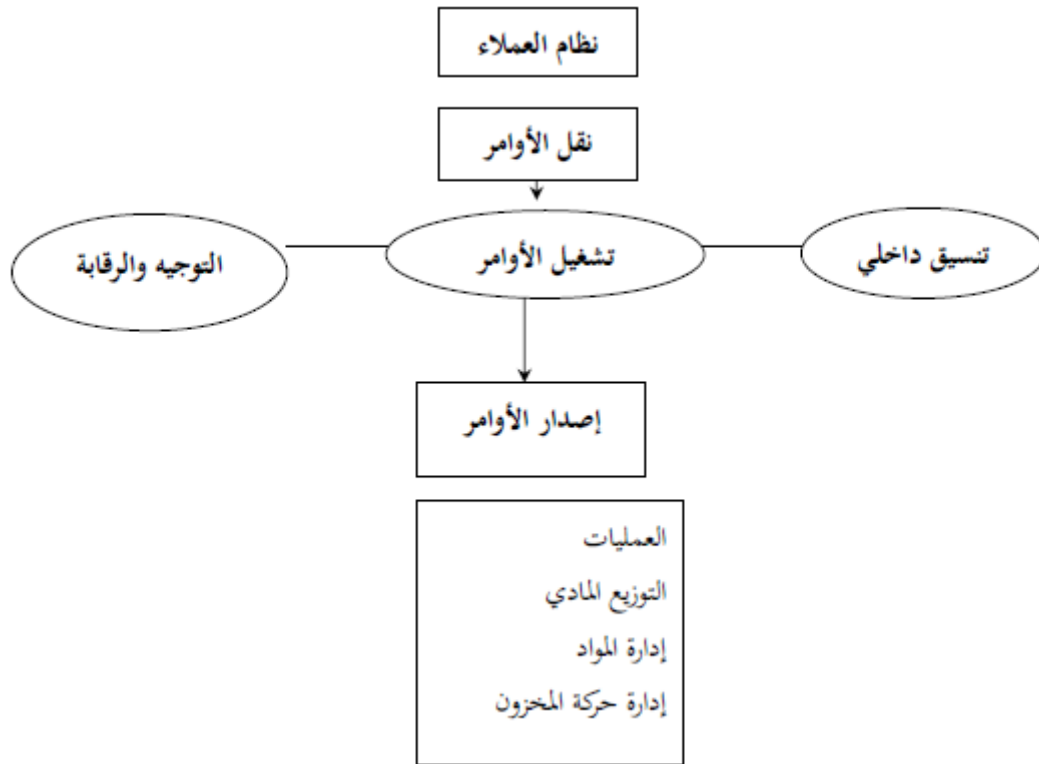 نظام العملاء
نقل الأوامر
تنسيق داخلي
تشغيل الأوامر
التوجيه والرقابة
إصدار الأوامر
العمليات
التوزيع المادي
إدارة المواد
إدارة حركة المخزون